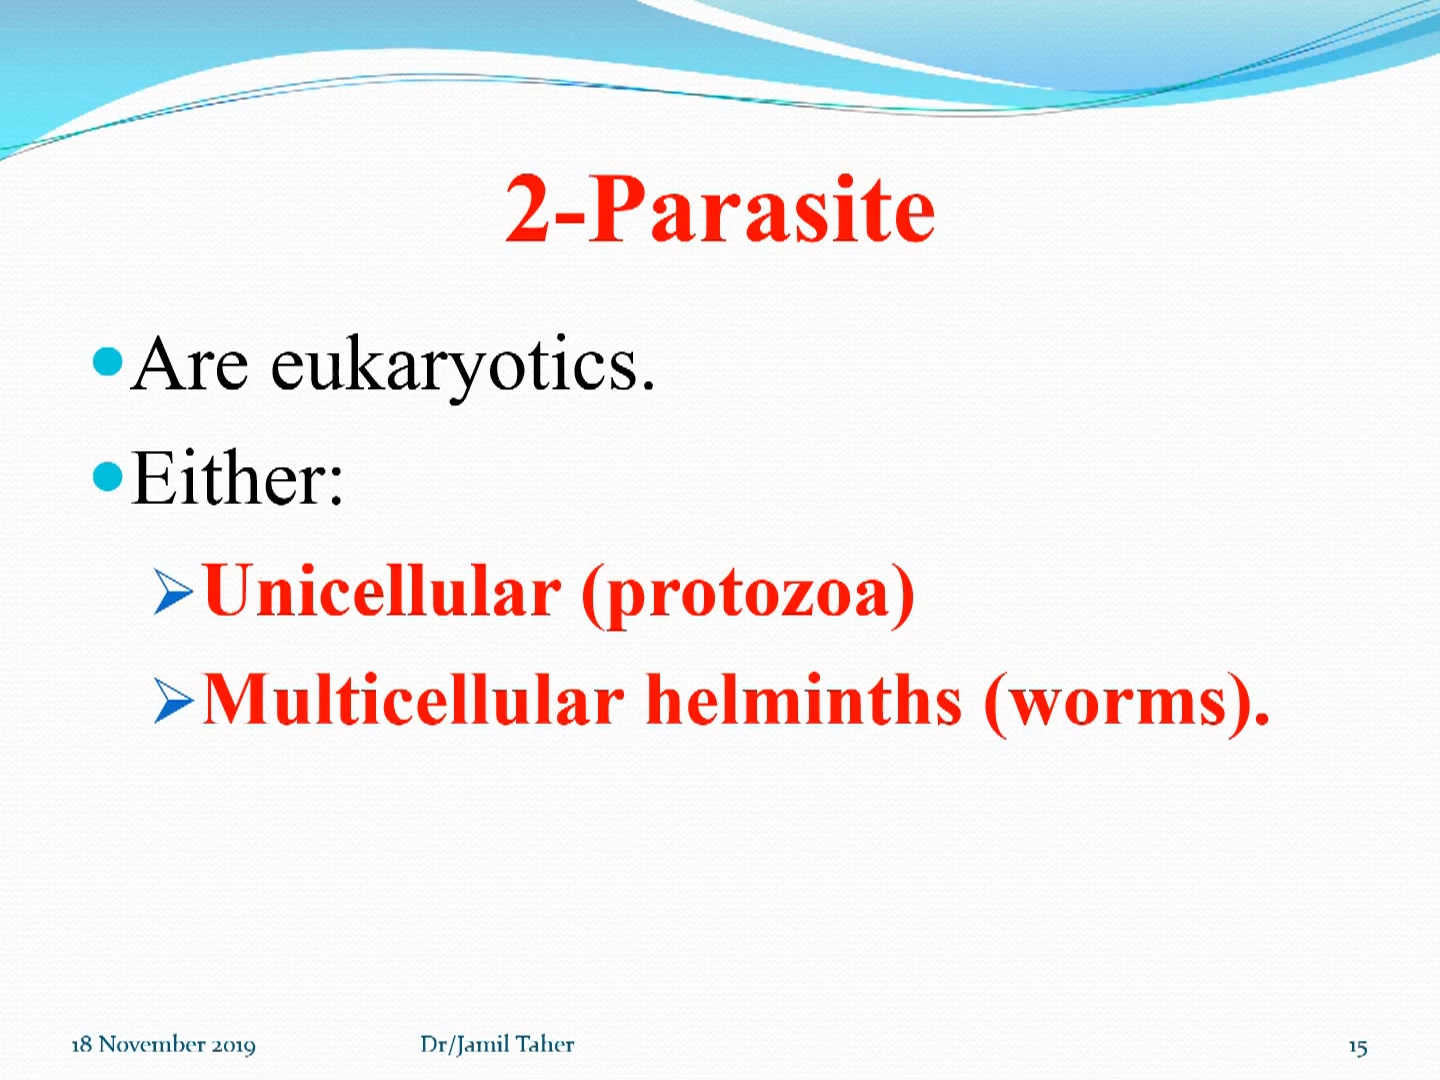 2-Parasite
Are eukaryotics.
Either:
Unicellular (protozoa)
Multicellular helminths (worms).
18 November 2019 Dr/Jamil Taher 15